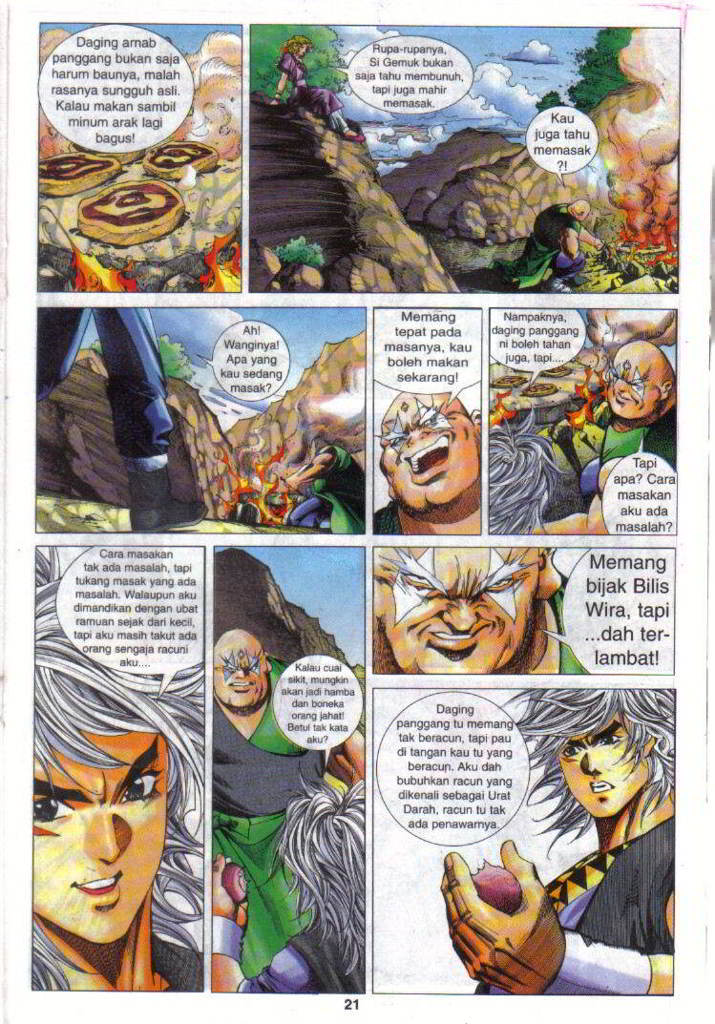 Daging arnab
panggang bukan saja
harum baunya, malah
rasanya sungguh asli.
Kalau makan sambil
minum arak lagi
bagus!
Rupa-rupanya,
Si Gemuk bukan
saja tahu membunuh,
tapi juga mahir
memasak.
Kau
juga tahu
memasak
?!
Ah!
Wanginya!
Apa yang
kau sedang
masak?
Memang
tepat pada
masanya, kau
boleh makan
sekarang!
Nampaknya,
daging panggang
ni boleh tahan
juga, tapi....
Tapi
apa? Cara
masakan
aku ada
masalah?
Cara masakan
tak ada masalah, tapi
tukang masak yang ada
masalah. Walaupun aku
dimandikan dengan ubat
ramuan sejak dari kecil,
tapi aku masih takut ada
orang sengaja racuni
aku....
Kalau cuai
sikit, mungkin
akan jadi hamba
dan boneka
orang jahat!
Betul tak kata
aku?
Memang
bijak Bilis
Wira, tapi
...dah ter-
lambat!
Daging
panggang tu memang
tak beracun, tapi pau
di tangan kau tu yang
beracun. Aku dah
bubuhkan racun yang
dikenali sebagai Urat
Darah, racun tu tak
ada penawarnya.
21